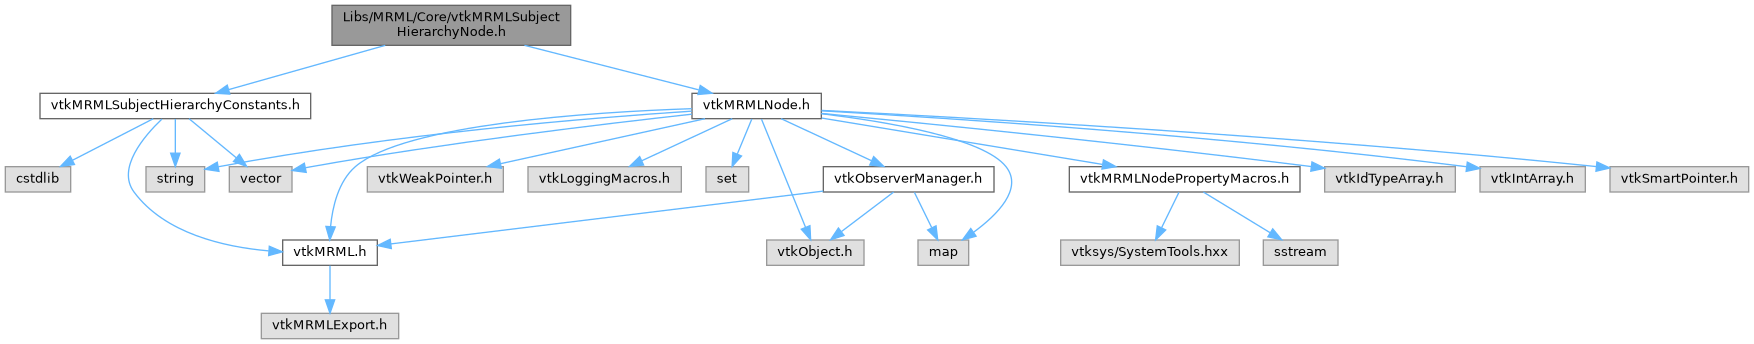 Libs/MRML/Core/vtkMRMLSubject
HierarchyNode.h
vtkMRMLSubjectHierarchyConstants.h
vtkMRMLNode.h
cstdlib
string
vector
vtkWeakPointer.h
vtkLoggingMacros.h
set
vtkObserverManager.h
vtkMRMLNodePropertyMacros.h
vtkIdTypeArray.h
vtkIntArray.h
vtkSmartPointer.h
vtkMRML.h
vtkObject.h
map
vtksys/SystemTools.hxx
sstream
vtkMRMLExport.h